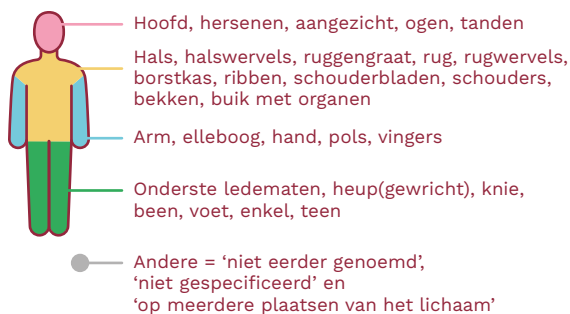 Hoofd, hersenen, aangezicht, ogen, tanden
Hals, halswervels, ruggengraat, rug, rugwervels,
borstkas, ribben, schouderbladen, schouders,
bekken, buik met organen
Arm, elleboog, hand, pols, vingers
Onderste ledematen, heup(gewricht), knie,
been, voet, enkel, teen
Andere = ‘niet eerder genoemd’,
‘niet gespecificeerd’ en
‘op meerdere plaatsen van het lichaam’